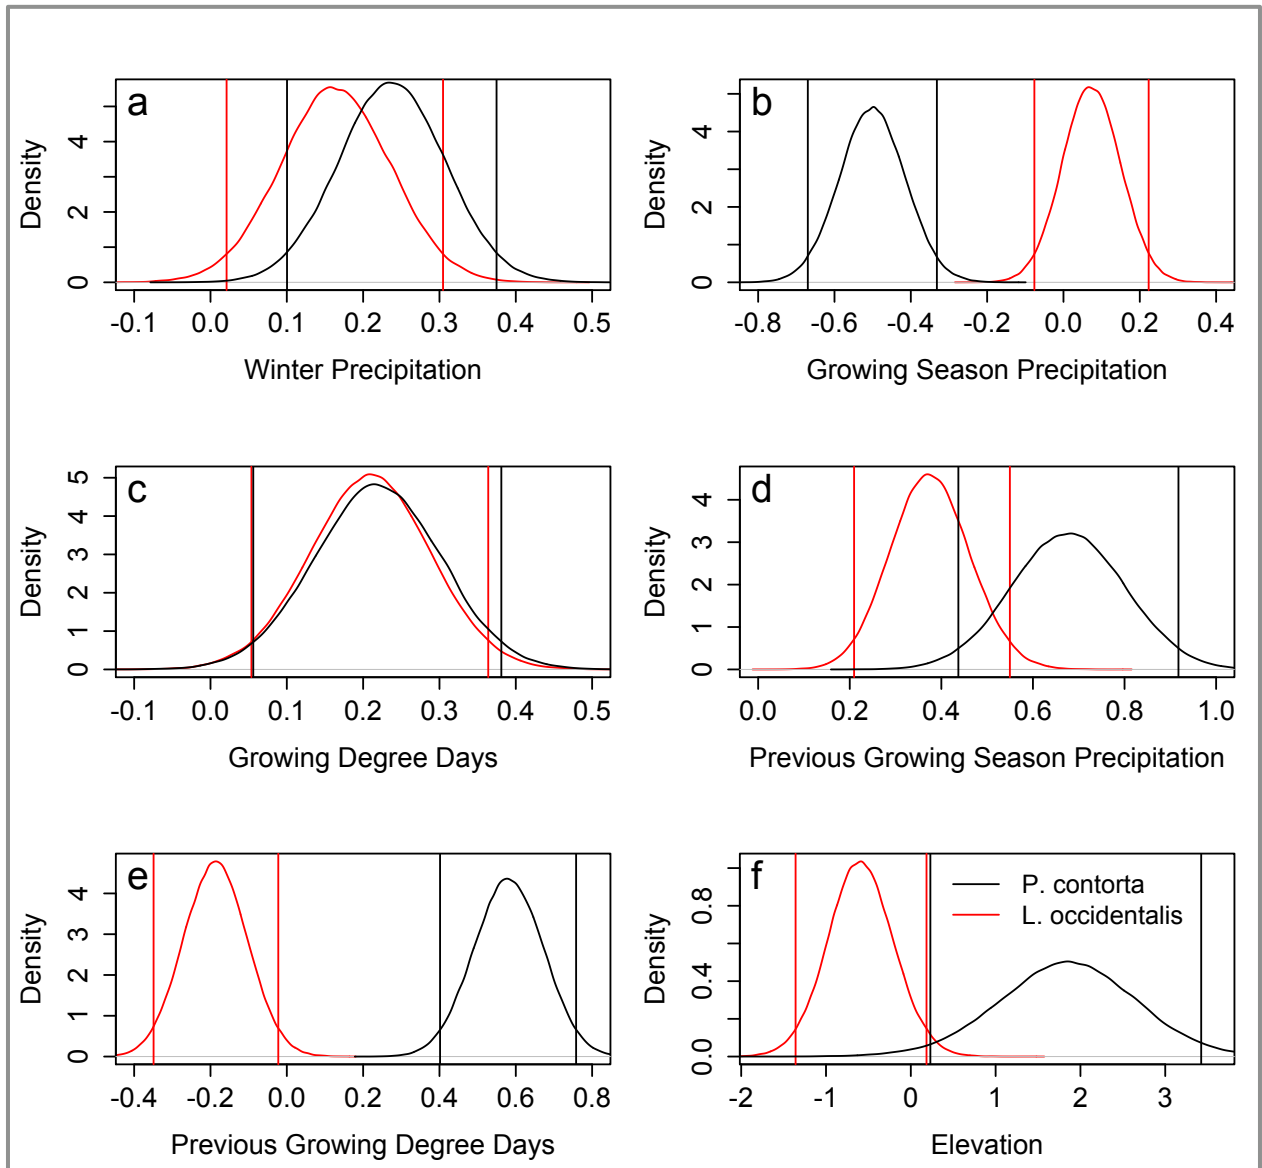 a
Density
0 2 4
-0.1 0.0 0.1 0.2 0.3 0.4 0.5
Winter Precipitation
b
Density
0 2 4
-0.8 -0.6 -0.4 -0.2 0.0 0.2 0.4
Growing Season Precipitation
c
Density
0 1 2 3 4 5
-0.1 0.0 0.1 0.2 0.3 0.4 0.5
Growing Degree Days
d
Density
0 1 2 3 4
0.0 0.2 0.4 0.6 0.8 1.0
Previous Growing Season Precipitation
e
Density
0 1 2 3 4
-0.4 -0.2 0.0 0.2 0.4 0.6 0.8
Previous Growing Degree Days
f
P. contorta
L. occidentalis
Density
0.0 0.4 0.8
-2 -1 0 1 2 3
Elevation